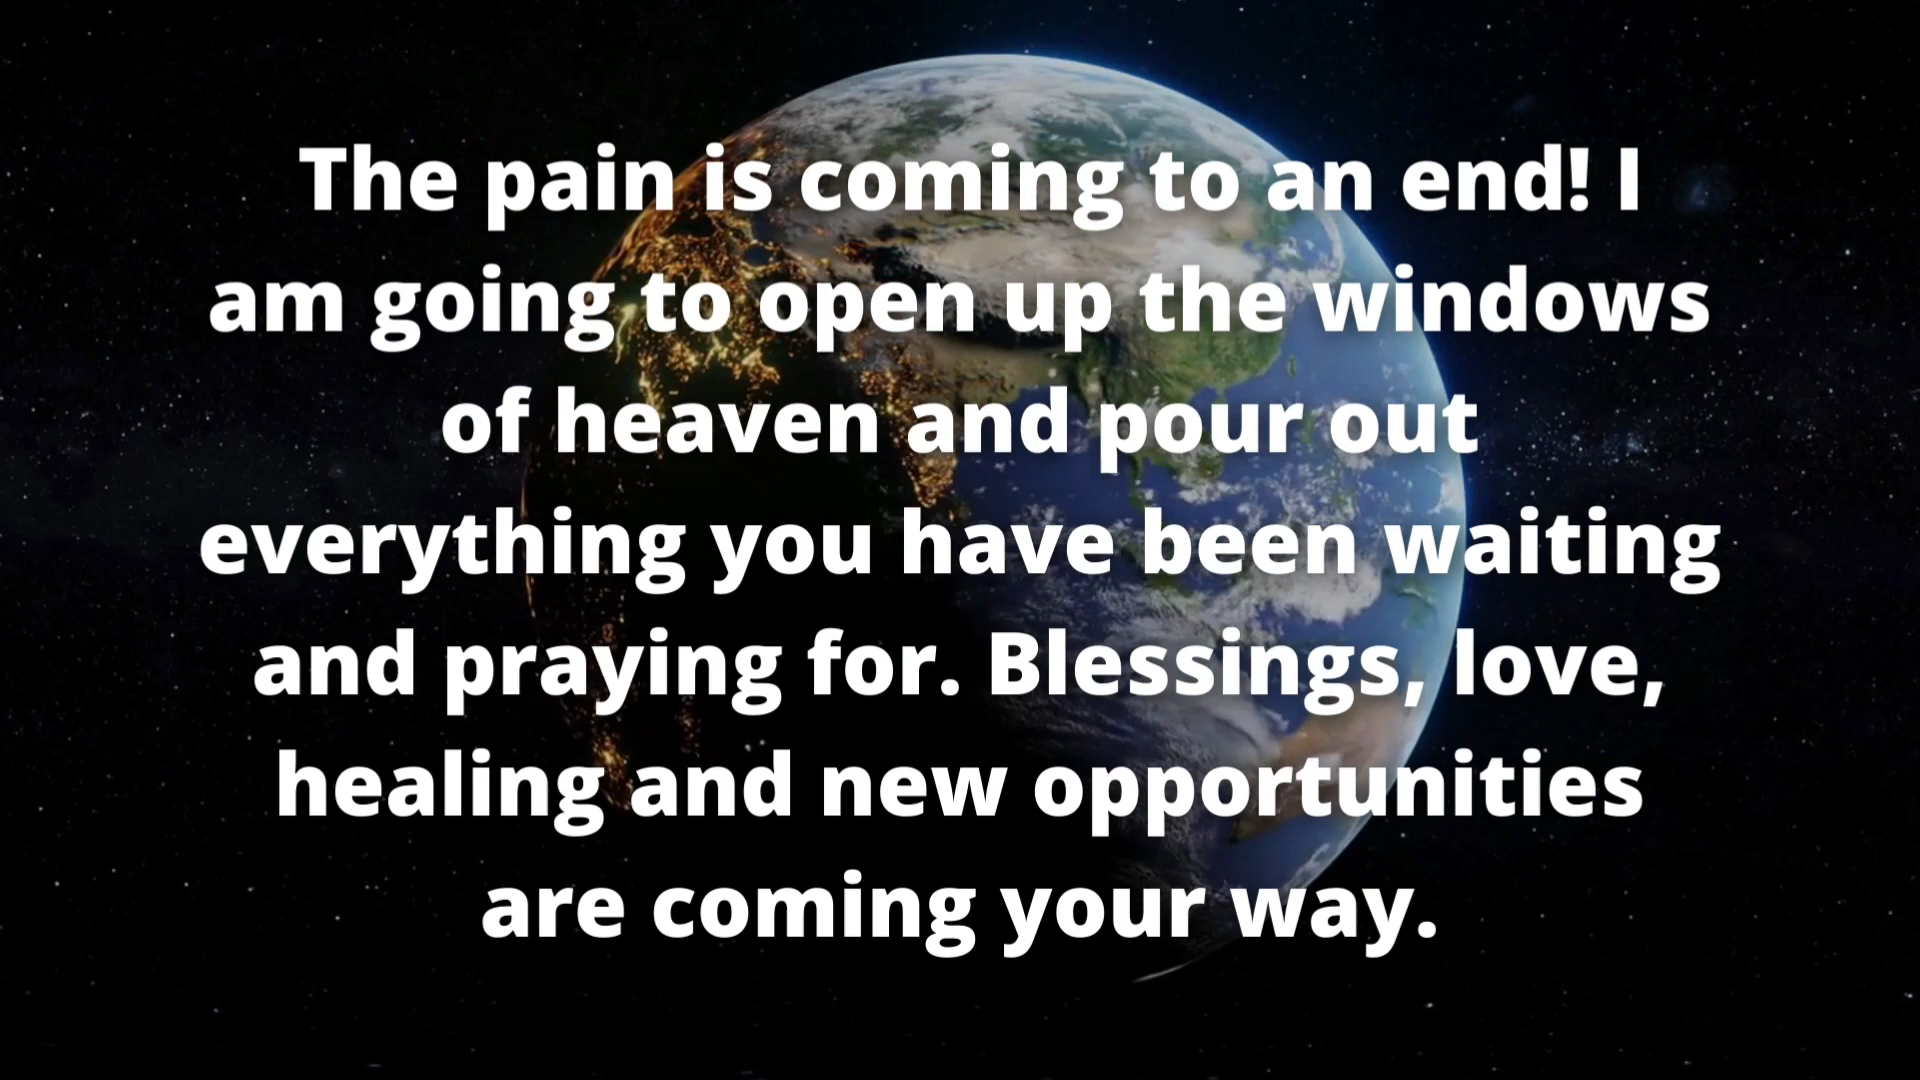 The pain is coming to an end! I
am going to open up the windows
of heaven and pour out
everything you have been waiting
and praying for. Blessings, love,
healing and new opportunities
are coming your way.